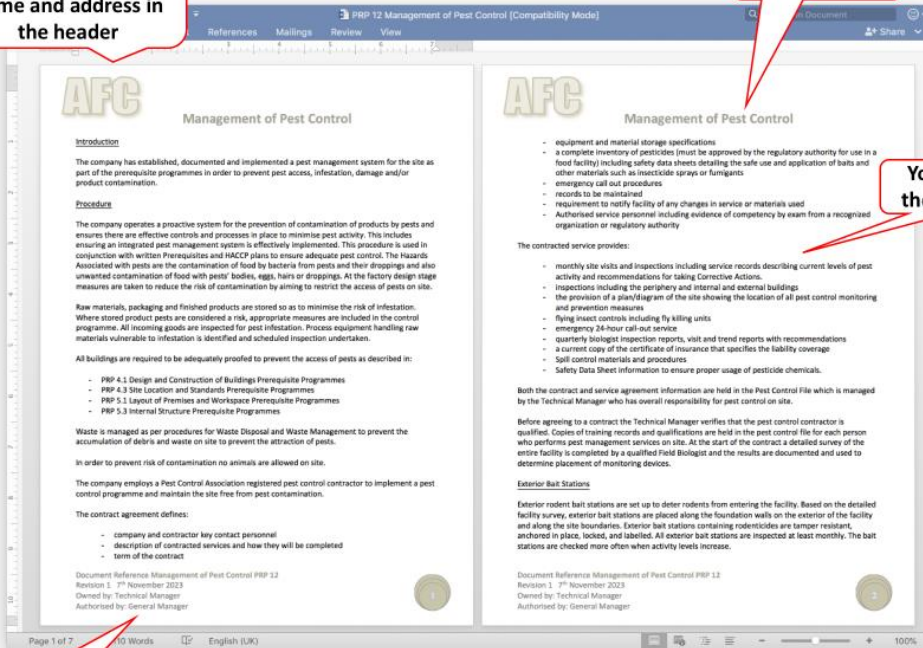 me and address in
the header
PRP 12 Management of Pest Control [Compatibility Mode]
Document
References Mailings Review View
Share
AFC
Management of Pest Control
Introduction
The company has established, documented and implemented a pest management system for the site as
part of the prerequisite programmes in order to prevent pest access, infestation, damage and/or
product contamination.
Procedure
The company operates a proactive system for the prevention of contamination of products by pests and
ensures there are effective controls and processes in place to minimise pest activity. This includes
ensuring an integrated pest management system is effectively implemented. This procedure is used in
conjunction with written Prerequisites and HACCP plans to ensure adequate pest control. The Hazards
Associated with pests are the contamination of food by bacteria from pests and their droppings and also
unwanted contamination of food with pests' bodies, eggs, hairs or droppings. At the factory design stage
measures are taken to reduce the risk of contamination by aiming to restrict the access of pests on site.
Raw materials, packaging and finished products are stored so as to minimise the risk of infestation.
Where stored product pests are considered a risk, appropriate measures are included in the control
programme. All incoming goods are inspected for pest infestation. Process equipment handling raw
materials vulnerable to infestation is identified and scheduled inspection undertaken.
All buildings are required to be adequately proofed to prevent the access of pests as described in:
- PRP 4.1 Design and Construction of Buildings Prerequisite Programmes
- PRP 4.3 Site Location and Standards Prerequisite Programmes
- PRP 5.1 Layout of Premises and Workspace Prerequisite Programmes
- PRP 5.3 Internal Structure Prerequisite Programmes
Waste is managed as per procedures for Waste Disposal and Waste Management to prevent the
accumulation of debris and waste on site to prevent the attraction of pests.
In order to prevent risk of contamination no animals are allowed on site.
The company employs a Pest Control Association registered pest control contractor to implement a pest
control programme and maintain the site free from pest contamination.
The contract agreement defines:
- company and contractor key contact personnel
- description of contracted services and how they will be completed
- term of the contract
Document Reference Management of Pest Control PRP 12
Revision 1 7th November 2023
Owned by: Technical Manager
Authorised by: General Manager
1
AFC
Management of Pest Control
- equipment and material storage specifications
- a complete inventory of pesticides (must be approved by the regulatory authority for use in a
food facility) including safety data sheets detailing the safe use and application of baits and
other materials such as insecticide sprays or fumigants
- emergency call out procedures
- records to be maintained
- requirement to notify facility of any changes in service or materials used
- Authorised service personnel including evidence of competency by exam from a recognized
organization or regulatory authority
The contracted service provides:
- monthly site visits and inspections including service records describing current levels of pest
activity and recommendations for taking Corrective Actions.
- inspections including the periphery and internal and external buildings
- the provision of a plan/diagram of the site showing the location of all pest control monitoring
and prevention measures
- flying insect controls including fly killing units
- emergency 24-hour call-out service
- quarterly biologist inspection reports, visit and trend reports with recommendations
- a current copy of the certificate of insurance that specifies the liability coverage
- Spill control materials and procedures
- Safety Data Sheet information to ensure proper usage of pesticide chemicals.
Both the contract and service agreement information are held in the Pest Control File which is managed
by the Technical Manager who has overall responsibility for pest control on site.
Before agreeing to a contract the Technical Manager verifies that the pest control contractor is
qualified. Copies of training records and qualifications are held in the pest control file for each person
who performs pest management services on site. At the start of the contract a detailed survey of the
entire facility is completed by a qualified Field Biologist and the results are documented and used to
determine placement of monitoring devices.
Exterior Bait Stations
Exterior rodent bait stations are set up to deter rodents from entering the facility. Based on the detailed
facility survey, exterior bait stations are placed along the foundation walls on the exterior of the facility
and along the site boundaries. Exterior bait stations containing rodenticides are tamper resistant,
anchored in place, locked, and labelled. All exterior bait stations are inspected at least monthly. The bait
stations are checked more often when activity levels increase.
Document Reference Management of Pest Control PRP 12
Revision 1 7th November 2023
Owned by: Technical Manager
Authorised by: General Manager
2
Yo
the
Page 1 of 7
10 Words
English (UK)
100%